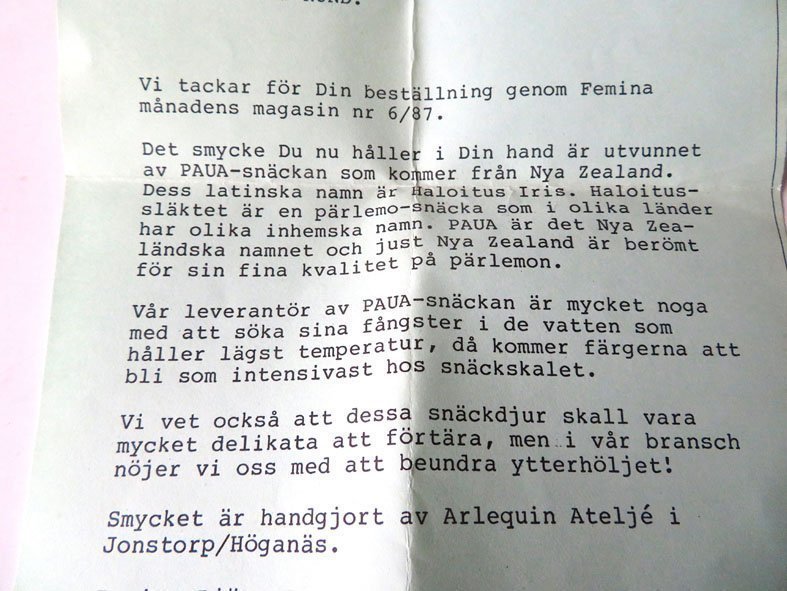 Vi tackar för Din beställning genom Femina
månadens magasin nr 6/87.
Det smycke Du nu håller i Din hand är utvunnet
av PAUA-snäckan som kommer från Nya Zealand.
Dess latinska namn är Haloitus Iris. Haloitus-
släktet är en pärlemo-snäcka som i olika länder
har olika inhemska namn. PAUA är det Nya Zea-
ländska namnet och just Nya Zealand är berömt
för sin fina kvalitet på pärlemon.
Vår leverantör av PAUA-snäckan är mycket noga
med att söka sina fångster i de vatten som
håller lägst temperatur, då kommer färgerna att
bli som intensivast hos snäckskalet.
Vi vet också att dessa snäckdjur skall vara
mycket delikata att förtära, men i vår bransch
nöjer vi oss med att beundra ytterhöljet!
Smycket är handgjort av Arlequin Ateljé i
Jonstorp/Höganäs.